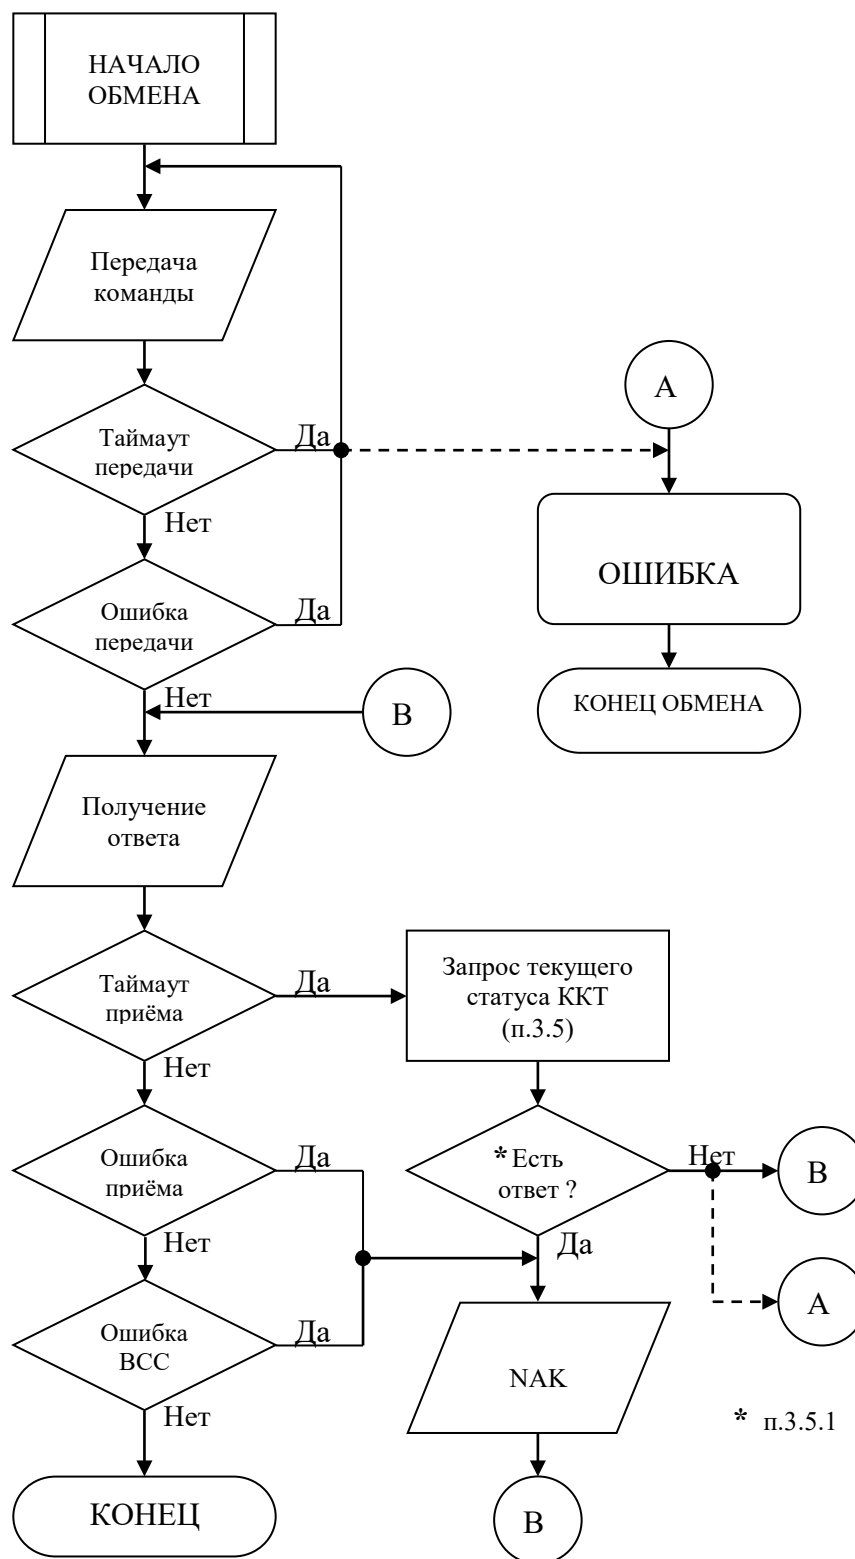 НАЧАЛО
ОБМЕНА
Передача
команды
Таймаут
передачи
Да
Нет
Ошибка
передачи
Да
Нет
А
ОШИБКА
КОНЕЦ ОБМЕНА
В
Получение
ответа
Таймаут
приёма
Да
Нет
Запрос текущего
статуса ККТ
(п.3.5)
Ошибка
приёма
Да
Нет
* Есть
ответ ?
Нет
Да
В
А
Ошибка
BCC
Да
Нет
NAK
* п.3.5.1
КОНЕЦ
В